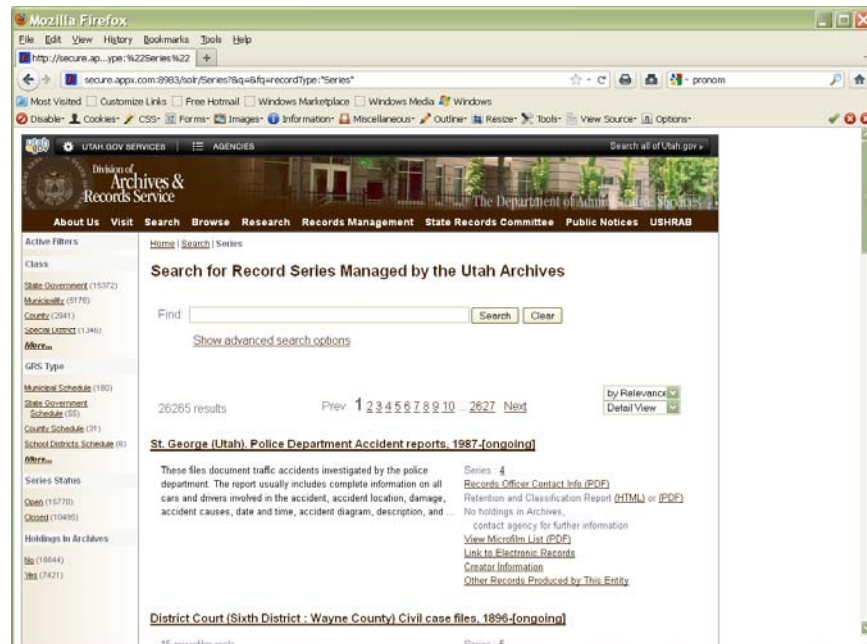 Mozilla Firefox
File Edit View History Bookmarks Tools Help
http://secure.ap...ype:%22Series%22 +
secure.appx.com:8983/solr/Series?&q=&fq=recordType:"Series"
pronom
Most Visited Customize Links Free Hotmail Windows Marketplace Windows Media Windows
Disable Cookies CSS Forms Images Information Miscellaneous Outline Resize Tools View Source Options
UTAH.GOV SERVICES AGENCIES Search all of Utah.gov »
Division of
Archives &
Records Service
The Department of Administrative Services
About Us Visit Search Browse Research Records Management State Records Committee Public Notices USHRAB
Active Filters
Class
State Government (15372)
Municipality (5176)
County (2941)
Special District (1346)
More...
GRS Type
Municipal Schedule (180)
State Government
Schedule (55)
County Schedule (31)
School Districts Schedule (6)
More...
Series Status
Open (15770)
Closed (10495)
Holdings In Archives
No (18844)
Yes (7421)
Home | Search | Series
Search for Record Series Managed by the Utah Archives
Find: Search Clear
Show advanced search options
26265 results
Prev 1 2 3 4 5 6 7 8 9 10 ... 2627 Next
by Relevance
Detail View
St. George (Utah). Police Department Accident reports, 1987-[ongoing]
These files document traffic accidents investigated by the police
department. The report usually includes complete information on all
cars and drivers involved in the accident, accident location, damage,
accident causes, date and time, accident diagram, description, and ...
Series : 4
Records Officer Contact Info (PDF)
Retention and Classification Report (HTML) or (PDF)
No holdings in Archives,
contact agency for further information
View Microfilm List (PDF)
Link to Electronic Records
Creator Information
Other Records Produced by This Entity
District Court (Sixth District : Wayne County) Civil case files, 1896-[ongoing]
15 microfilm reels
Series : 5